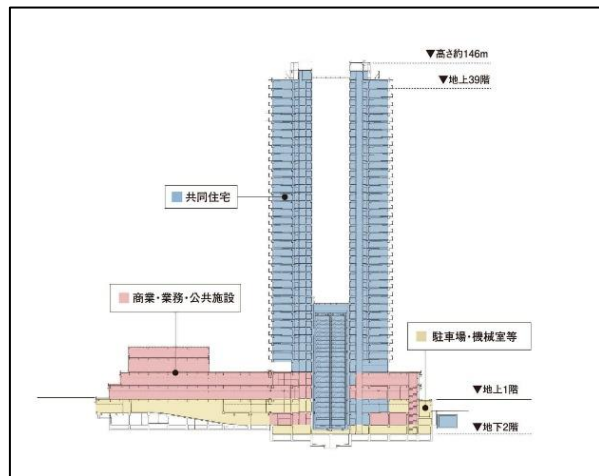 ▼高さ約146m
▼地上39階
共同住宅
商業・業務・公共施設
駐車場・機械室等
▼地上1階
▼地下2階